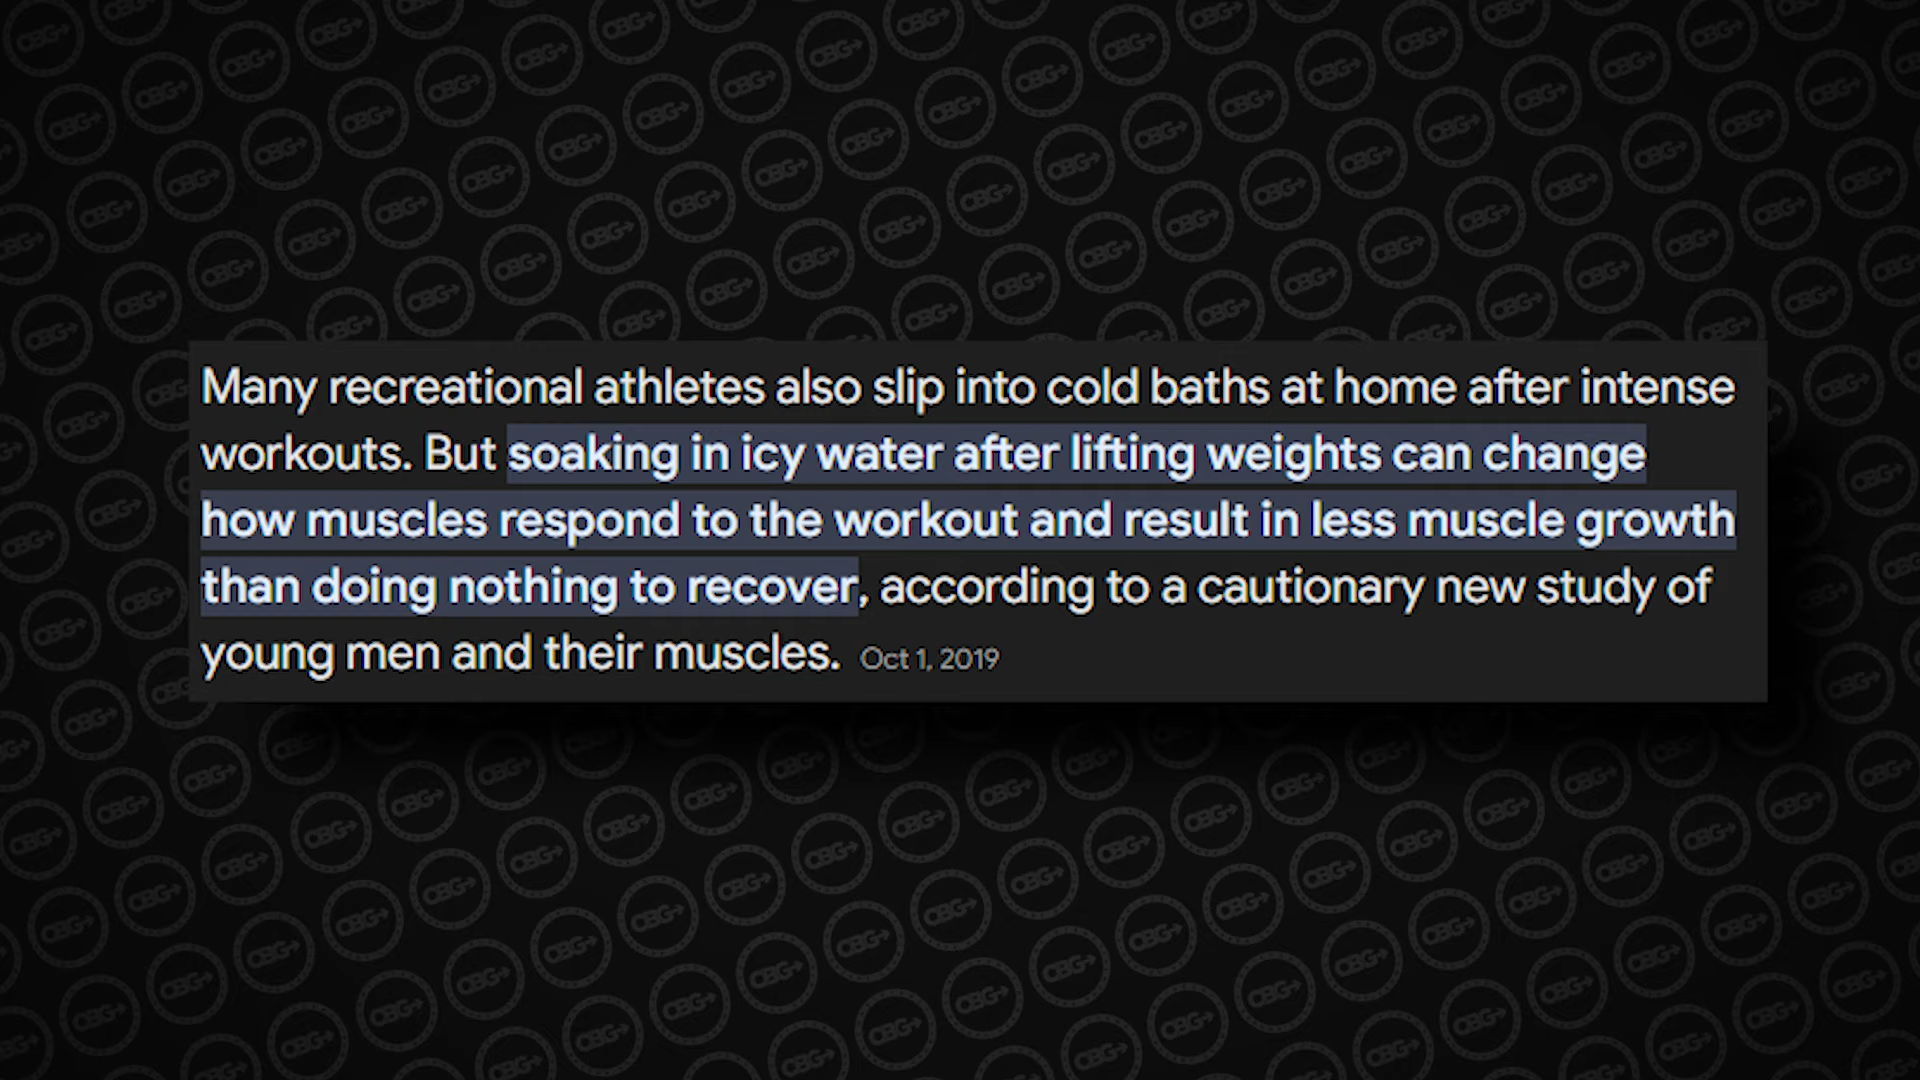 Many recreational athletes also slip into cold baths at home after intense
workouts. But soaking in icy water after lifting weights can change
how muscles respond to the workout and result in less muscle growth
than doing nothing to recover, according to a cautionary new study of
young men and their muscles. Oct 1, 2019